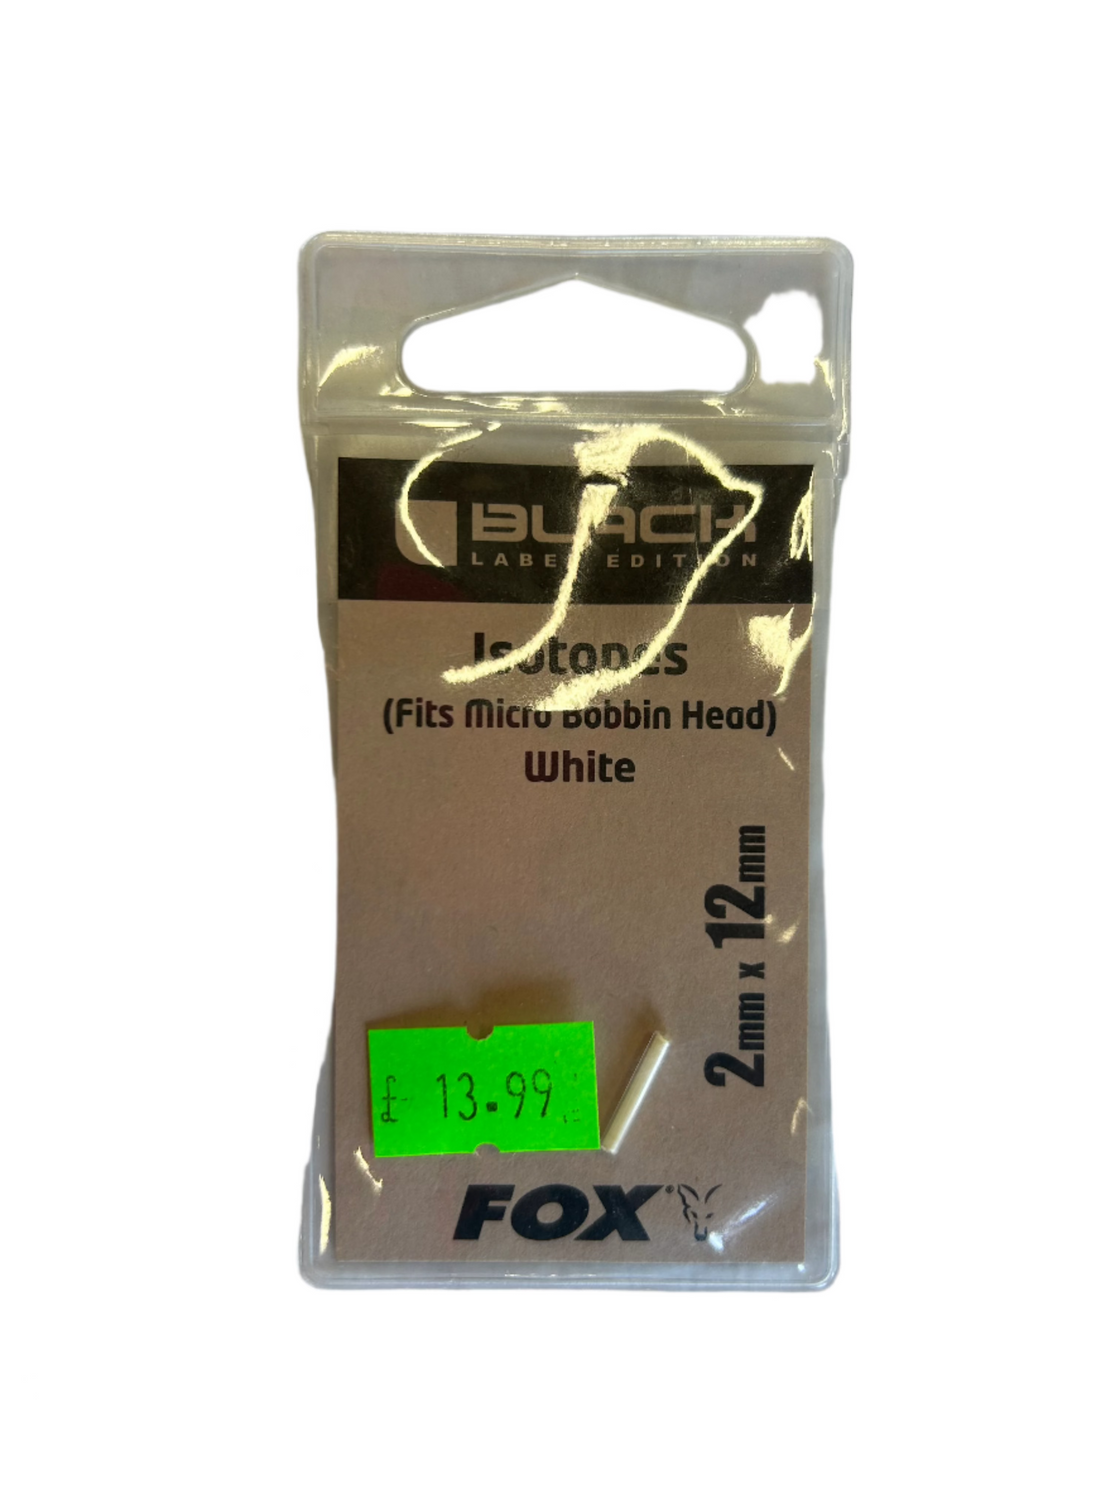 BLACK
LABEL EDITION
Isotopes
(Fits Micro Bobbin Head)
White
2mm x 12mm
£ 13.99
FOX®